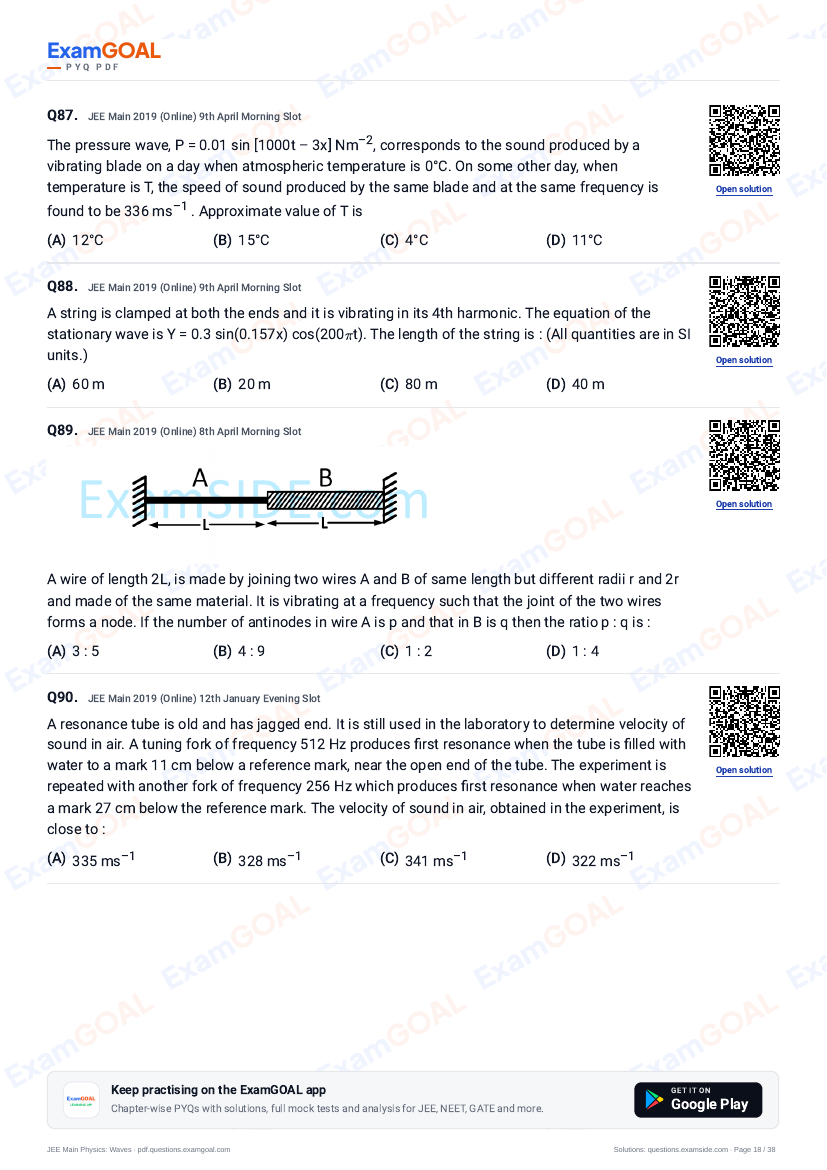 ExamGOAL
PYQ PDF
Q87. JEE Main 2019 (Online) 9th April Morning Slot
The pressure wave, P = 0.01 sin [1000t – 3x] Nm⁻², corresponds to the sound produced by a
vibrating blade on a day when atmospheric temperature is 0°C. On some other day, when
temperature is T, the speed of sound produced by the same blade and at the same frequency is
found to be 336 ms⁻¹ . Approximate value of T is
(A) 12°C (B) 15°C (C) 4°C (D) 11°C
Open solution
Q88. JEE Main 2019 (Online) 9th April Morning Slot
A string is clamped at both the ends and it is vibrating in its 4th harmonic. The equation of the
stationary wave is Y = 0.3 sin(0.157x) cos(200πt). The length of the string is : (All quantities are in SI
units.)
(A) 60 m (B) 20 m (C) 80 m (D) 40 m
Open solution
Q89. JEE Main 2019 (Online) 8th April Morning Slot
ExamSIDE.com
A B
L L
Open solution
A wire of length 2L, is made by joining two wires A and B of same length but different radii r and 2r
and made of the same material. It is vibrating at a frequency such that the joint of the two wires
forms a node. If the number of antinodes in wire A is p and that in B is q then the ratio p : q is :
(A) 3 : 5 (B) 4 : 9 (C) 1 : 2 (D) 1 : 4
Q90. JEE Main 2019 (Online) 12th January Evening Slot
A resonance tube is old and has jagged end. It is still used in the laboratory to determine velocity of
sound in air. A tuning fork of frequency 512 Hz produces first resonance when the tube is filled with
water to a mark 11 cm below a reference mark, near the open end of the tube. The experiment is
repeated with another fork of frequency 256 Hz which produces first resonance when water reaches
a mark 27 cm below the reference mark. The velocity of sound in air, obtained in the experiment, is
close to :
(A) 335 ms⁻¹ (B) 328 ms⁻¹ (C) 341 ms⁻¹ (D) 322 ms⁻¹
Open solution
ExamGOAL
Keep practising on the ExamGOAL app
Chapter-wise PYQs with solutions, full mock tests and analysis for JEE, NEET, GATE and more.
GET IT ON
Google Play
JEE Main Physics: Waves · pdf.questions.examgoal.com
Solutions: questions.examside.com · Page 18 / 38